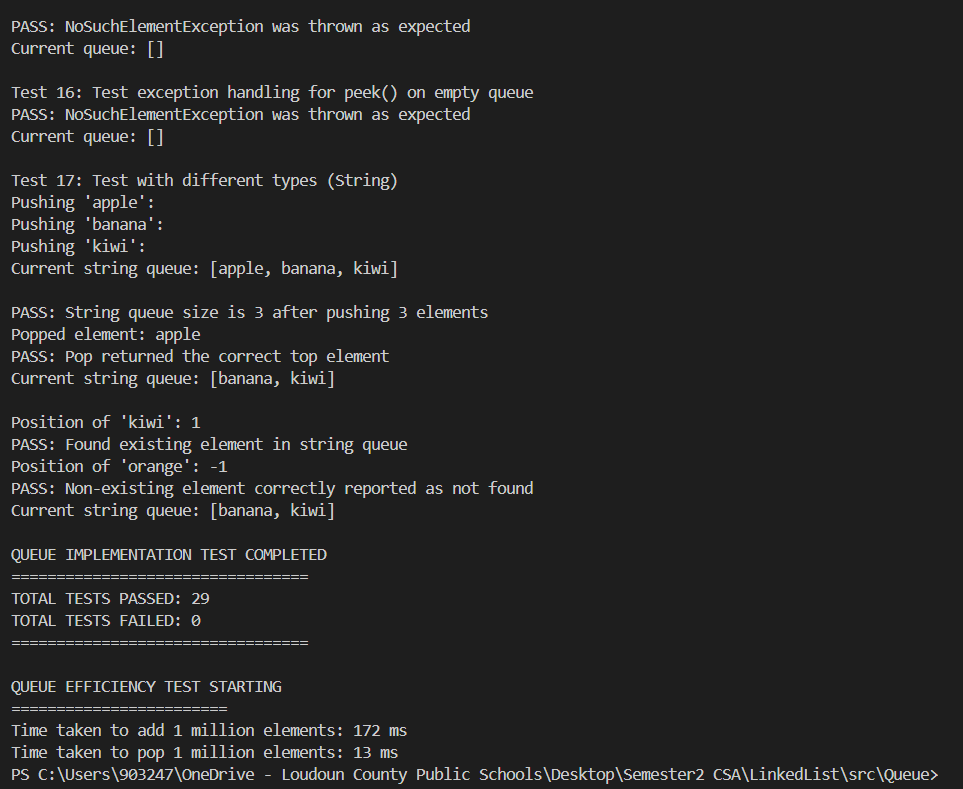 PASS: NoSuchElementException was thrown as expected
Current queue: []
Test 16: Test exception handling for peek() on empty queue
PASS: NoSuchElementException was thrown as expected
Current queue: []
Test 17: Test with different types (String)
Pushing 'apple':
Pushing 'banana':
Pushing 'kiwi':
Current string queue: [apple, banana, kiwi]
PASS: String queue size is 3 after pushing 3 elements
Popped element: apple
PASS: Pop returned the correct top element
Current string queue: [banana, kiwi]
Position of 'kiwi': 1
PASS: Found existing element in string queue
Position of 'orange': -1
PASS: Non-existing element correctly reported as not found
Current string queue: [banana, kiwi]
QUEUE IMPLEMENTATION TEST COMPLETED
=================================
TOTAL TESTS PASSED: 29
TOTAL TESTS FAILED: 0
=================================
QUEUE EFFICIENCY TEST STARTING
========================
Time taken to add 1 million elements: 172 ms
Time taken to pop 1 million elements: 13 ms
PS C:\Users\903247\OneDrive - Loudoun County Public Schools\Desktop\Semester2 CSA\LinkedList\src\Queue>